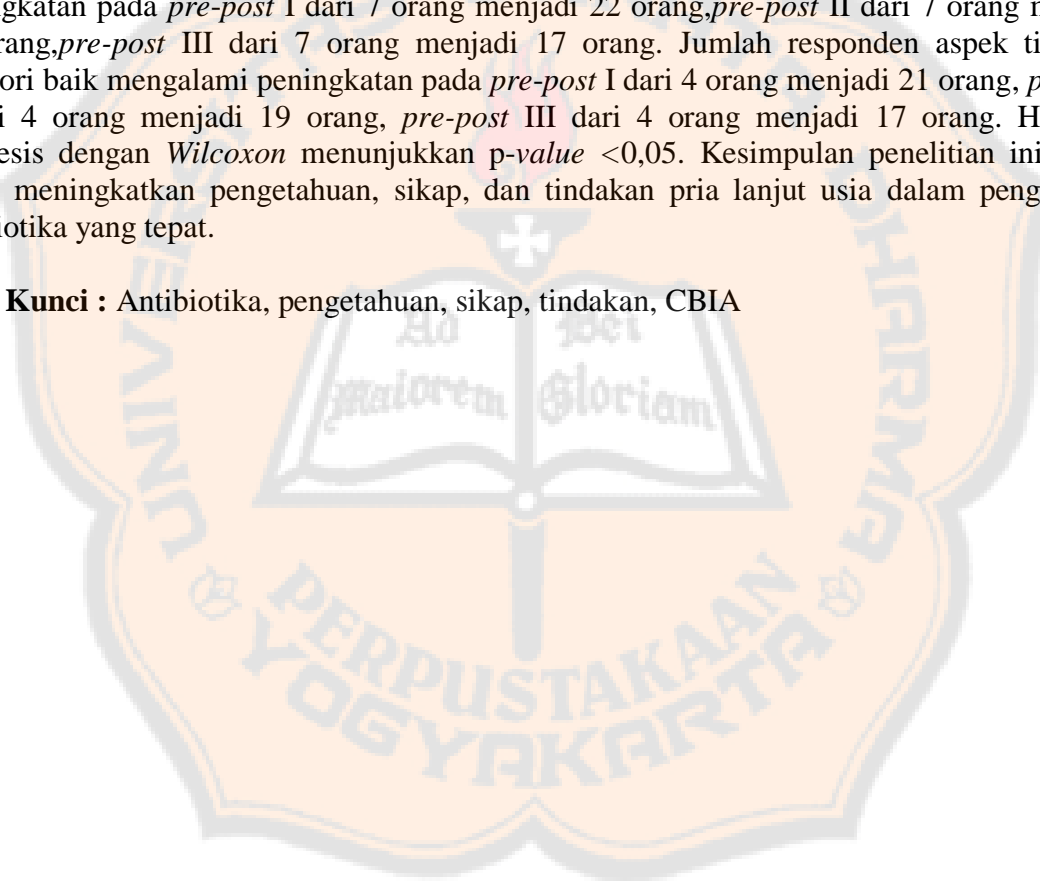 ngkatan pada pre-post I dari 7 orang menjadi 22 orang,pre-post II dari 7 orang m
rang,pre-post III dari 7 orang menjadi 17 orang. Jumlah responden aspek ti
ori baik mengalami peningkatan pada pre-post I dari 4 orang menjadi 21 orang, p
i 4 orang menjadi 19 orang, pre-post III dari 4 orang menjadi 17 orang. H
esis dengan Wilcoxon menunjukkan p-value <0,05. Kesimpulan penelitian ini
meningkatkan pengetahuan, sikap, dan tindakan pria lanjut usia dalam peng
iotika yang tepat.
Kunci : Antibiotika, pengetahuan, sikap, tindakan, CBIA
Ad Dei
Maiorem Gloriam
UNIVERSITAS SANATA DHARMA
PERPUSTAKAAN
YOGYAKARTA